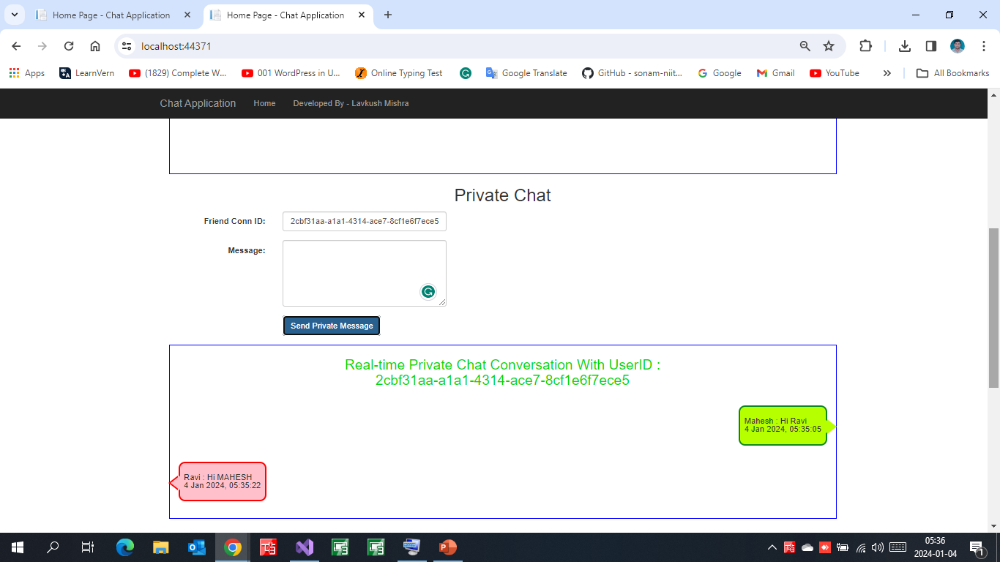 Home Page - Chat Application
Home Page - Chat Application
localhost:44371
Apps
LearnVern
(1829) Complete W...
001 WordPress in U...
Online Typing Test
Google Translate
GitHub - sonam-niit...
Google
Gmail
YouTube
All Bookmarks
Chat Application
Home
Developed By - Lavkush Mishra
Private Chat
Friend Conn ID:
2cbf31aa-a1a1-4314-ace7-8cf1e6f7ece5
Message:
Send Private Message
Real-time Private Chat Conversation With UserID :
2cbf31aa-a1a1-4314-ace7-8cf1e6f7ece5
Mahesh : Hi Ravi
4 Jan 2024, 05:35:05
Ravi : Hi MAHESH
4 Jan 2024, 05:35:22
05:36
2024-01-04
1